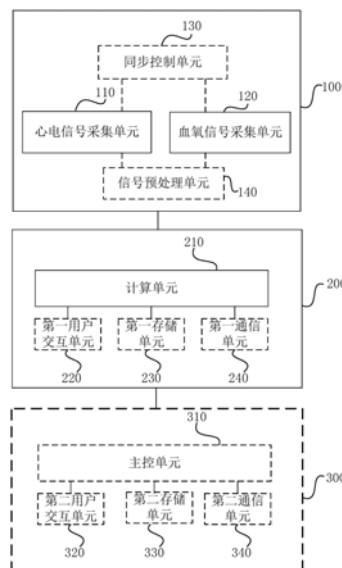 130
同步控制单元
110
120
100
心电信号采集单元
血氧信号采集单元
信号预处理单元
140
210
200
计算单元
第一用户
交互单元
第一存储
单元
第一通信
单元
220
230
240
310
300
主控单元
第二用户
交互单元
第二存储
单元
第二通信
单元
320
330
340